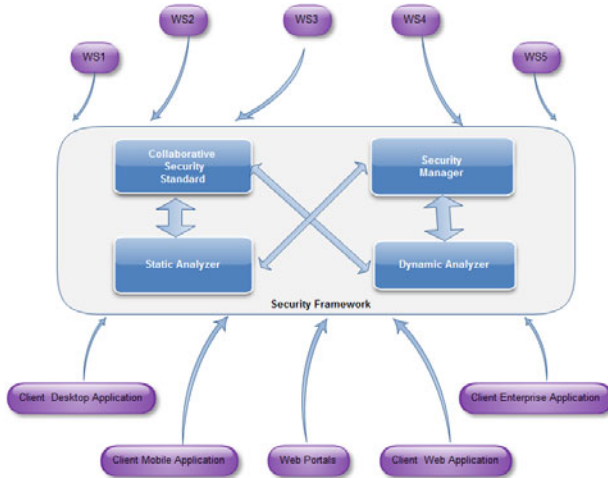 WS1
WS2
WS3
WS4
WS5
Collaborative
Security
Standard
Security
Manager
Static Analyzer
Dynamic Analyzer
Security Framework
Client Desktop Application
Client Enterprise Application
Client Mobile Application
Web Portals
Client Web Application